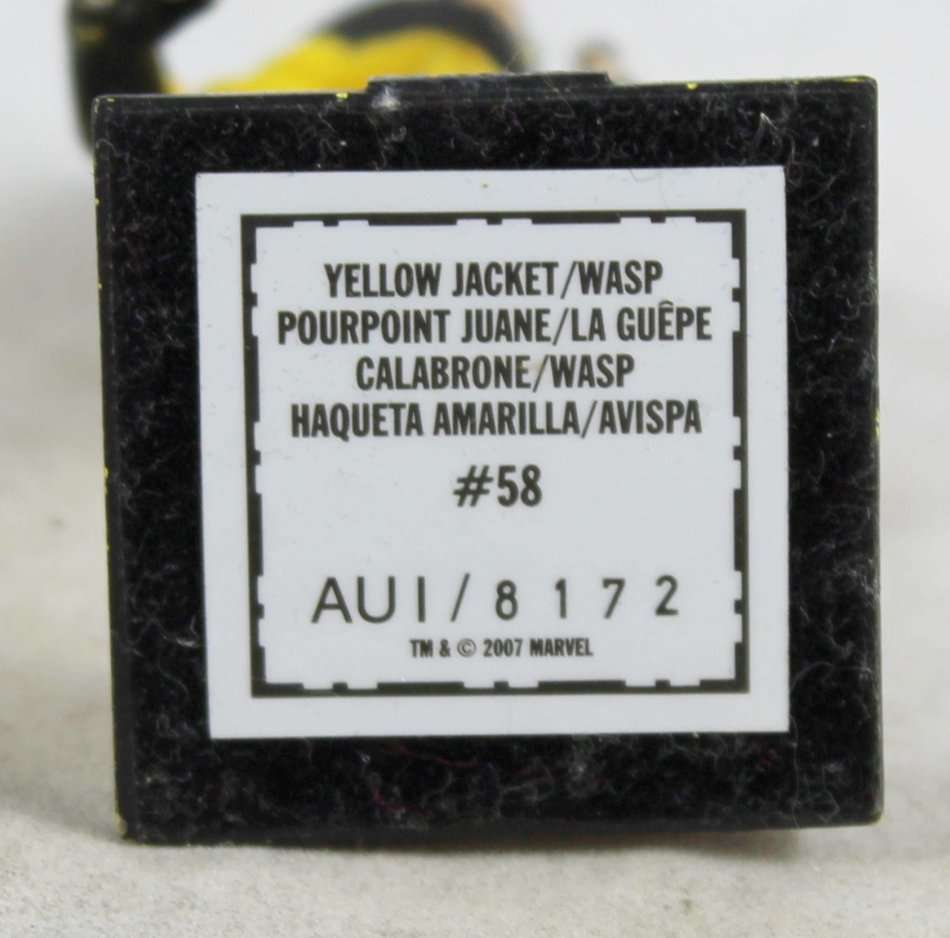 YELLOW JACKET/WASP
POURPOINT JUANE/LA GUÊPE
CALABRONE/WASP
HAQUETA AMARILLA/AVISPA
#58
AUI/8172
TM & © 2007 MARVEL